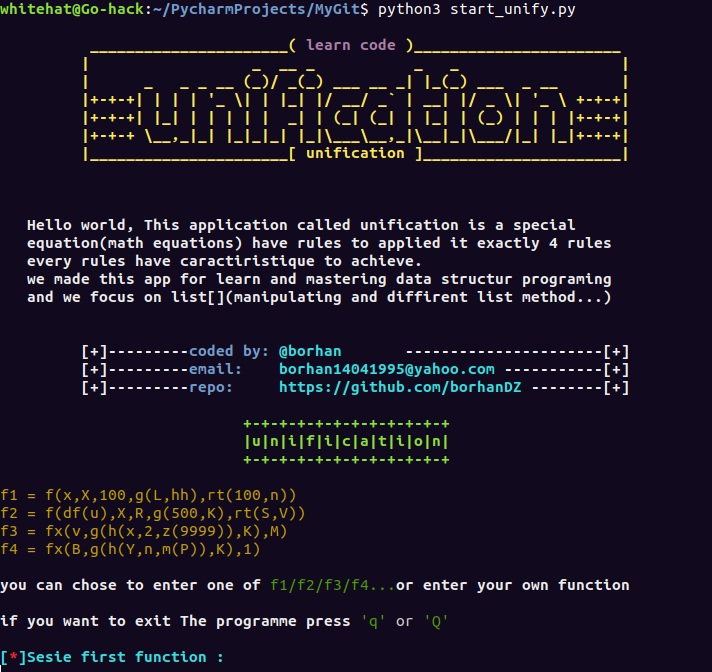 whitehat@Go-hack:~/PycharmProjects/MyGit$ python3 start_unify.py
______________________( learn code )_______________________
unification
|______________________[ unification ]______________________|
Hello world, This application called unification is a special
equation(math equations) have rules to applied it exactly 4 rules
every rules have caractiristique to achieve.
we made this app for learn and mastering data structur programing
and we focus on list[](manipulating and diffirent list method...)
[+]---------coded by: @borhan       ----------------------[+]
[+]---------email:    borhan14041995@yahoo.com -----------[+]
[+]---------repo:     https://github.com/borhanDZ --------[+]
+-+-+-+-+-+-+-+-+-+-+-+
|u|n|i|f|i|c|a|t|i|o|n|
+-+-+-+-+-+-+-+-+-+-+-+
f1 = f(x,X,100,g(L,hh),rt(100,n))
f2 = f(df(u),X,R,g(500,K),rt(S,V))
f3 = fx(v,g(h(x,2,z(9999)),K),M)
f4 = fx(B,g(h(Y,n,m(P)),K),1)
you can chose to enter one of f1/f2/f3/f4...or enter your own function
if you want to exit The programme press 'q' or 'Q'
[*]Sesie first function :